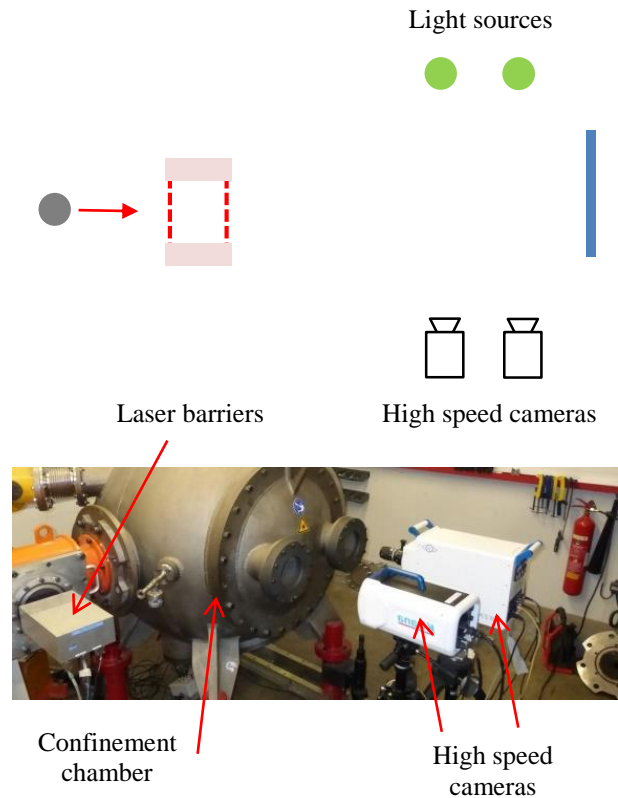 Light sources
Laser barriers
High speed cameras
Confinement
chamber
High speed
cameras